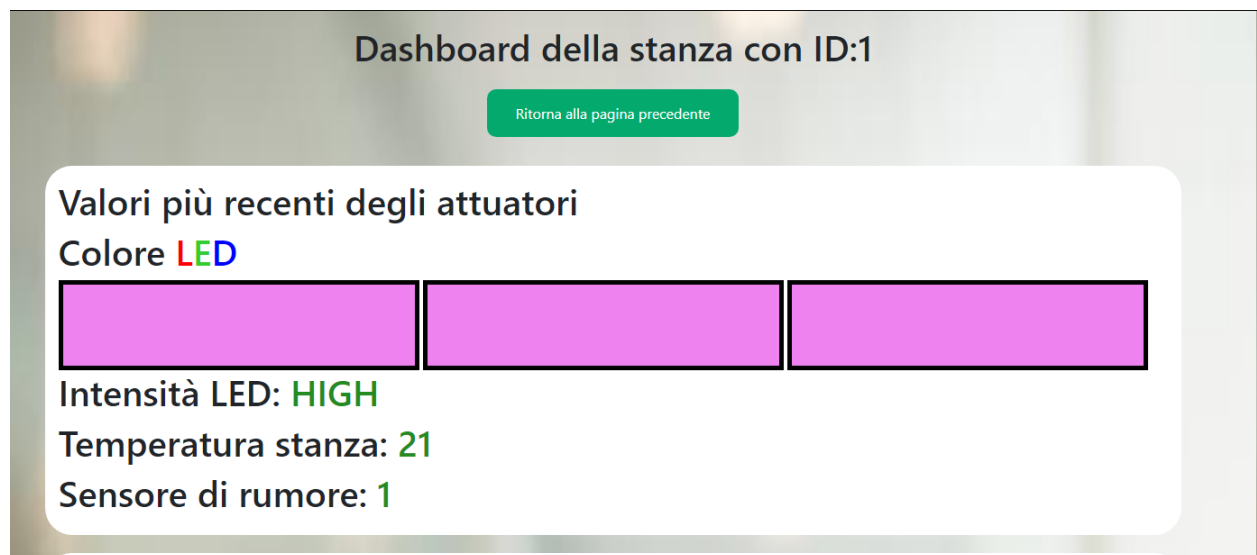 Dashboard della stanza con ID:1
Ritorna alla pagina precedente
Valori più recenti degli attuatori
Colore LED
Intensità LED: HIGH
Temperatura stanza: 21
Sensore di rumore: 1